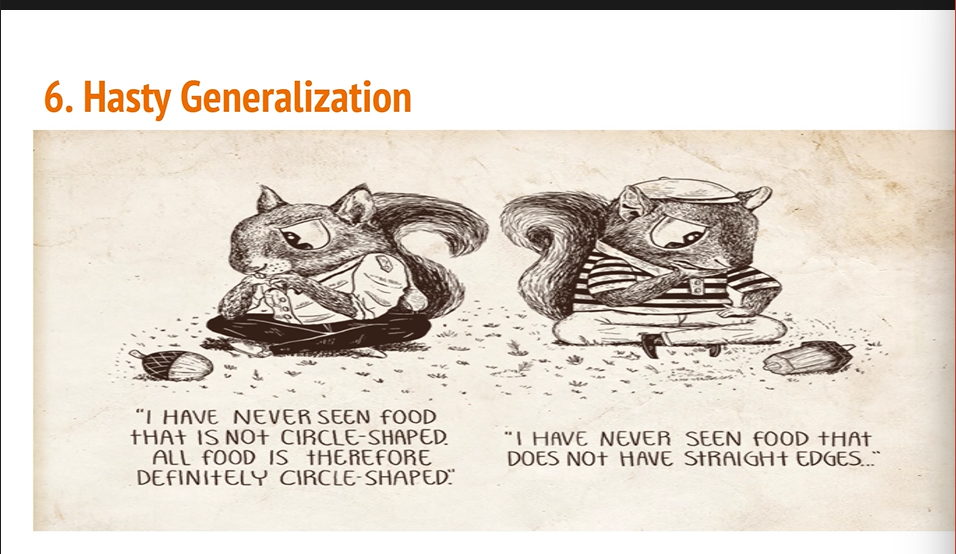 6. Hasty Generalization
“I HAVE NEVER SEEN FOOD
THAT IS NOT CIRCLE-SHAPED.
ALL FOOD IS THEREFORE
DEFINITELY CIRCLE-SHAPED.”
“I HAVE NEVER SEEN FOOD THAT
DOES NOT HAVE STRAIGHT EDGES...”